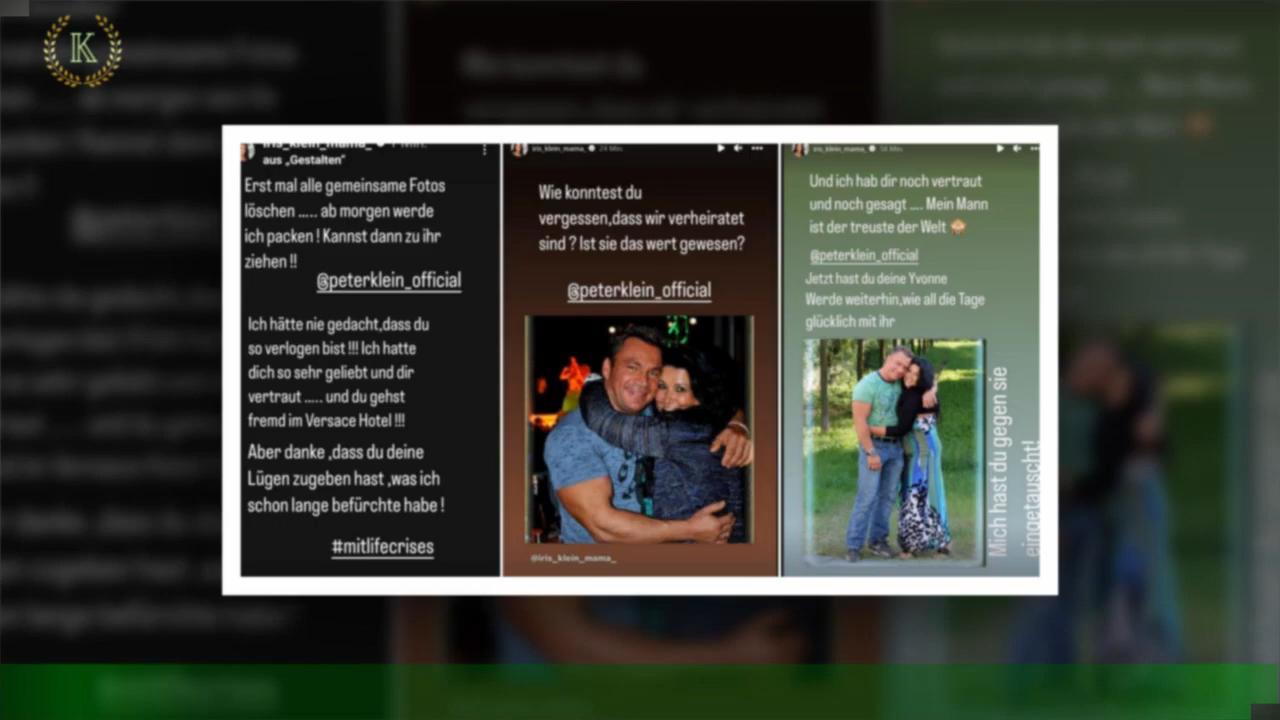 K
iris_klein_mama_ 7 Min.
aus „Gestalten"
Erst mal alle gemeinsame Fotos
löschen ..... ab morgen werde
ich packen ! Kannst dann zu ihr
ziehen !!
@peterklein_official
Ich hätte nie gedacht,dass du
so verlogen bist !!! Ich hatte
dich so sehr geliebt und dir
vertraut ..... und du gehst
fremd im Versace Hotel !!!
Aber danke ,dass du deine
Lügen zugeben hast ,was ich
schon lange befürchte habe !
#mitlifecrises
iris_klein_mama_ 24 Min.
Wie konntest du
vergessen,dass wir verheiratet
sind ? Ist sie das wert gewesen?
@peterklein_official
@iris_klein_mama_
iris_klein_mama_ 58 Min.
Und ich hab dir noch vertraut
und noch gesagt .... Mein Mann
ist der treuste der Welt 🙈
@peterklein_official
Jetzt hast du deine Yvonne
Werde weiterhin,wie all die Tage
glücklich mit ihr
Mich hast du gegen sie
eingetauscht!